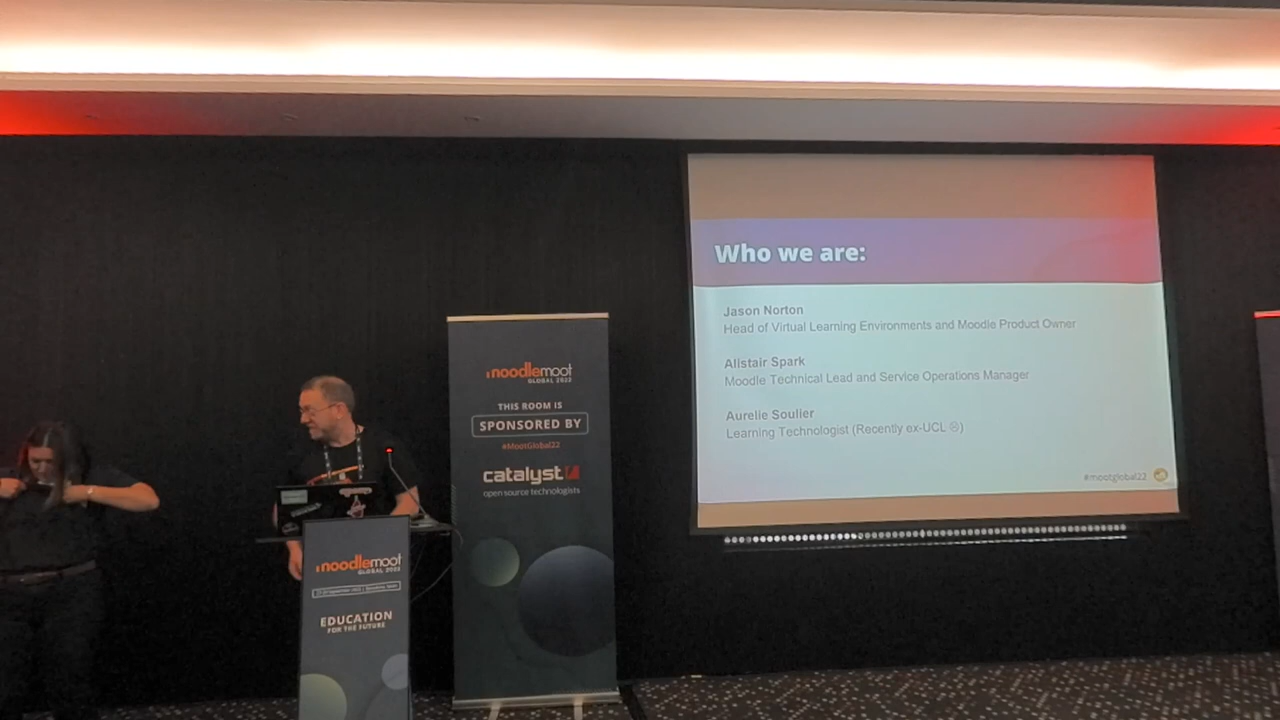 Who we are:
Jason Norton
Head of Virtual Learning Environments and Moodle Product Owner
Alistair Spark
Moodle Technical Lead and Service Operations Manager
Aurelie Soulier
Learning Technologist (Recently ex-UCL ☹)
#mootglobal22
moodlemoot
GLOBAL 2022
THIS ROOM IS
SPONSORED BY
#MootGlobal22
catalyst
open source technologists
moodlemoot
GLOBAL 2022
EDUCATION
FOR THE FUTURE